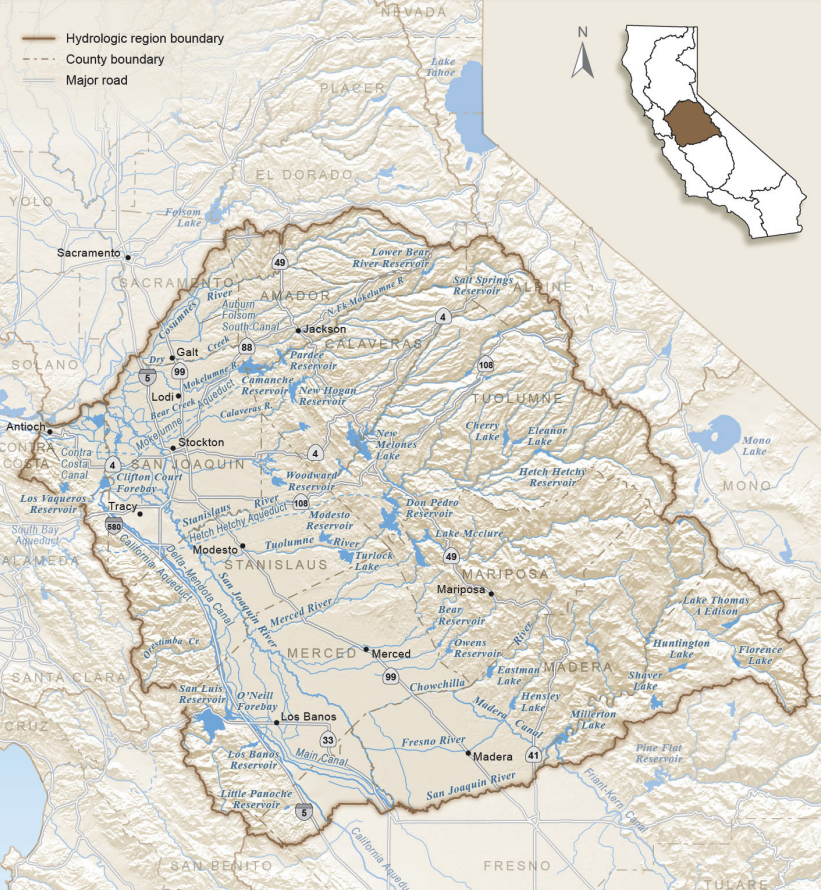 NEVADA
Hydrologic region boundary
County boundary
Major road
N
Lake
Tahoe
PLACER
EL DORADO
YOLO
Folsom
Lake
Sacramento
SACRAMENTO
49
Lower Bear
River Reservoir
Salt Springs
Reservoir
ALPINE
Cosumnes River
AMADOR
N.Fk Mokelumne R
Auburn
Folsom
South Canal
4
Jackson
CALAVERAS
Dry Creek
88
Galt
Pardee
Reservoir
108
SOLANO
5
99
Mokelumne R.
Camanche
Reservoir
New Hogan
Reservoir
Lodi
Bear Creek
Mokelumne Aqueduct
Calaveras R.
TUOLUMNE
Antioch
Cherry
Lake
Eleanor
Lake
New
Melones
Lake
Stockton
Mono
Lake
CONTRA
COSTA
Contra
Costa
Canal
4
SAN JOAQUIN
4
Hetch Hetchy
Reservoir
Clifton Court
Forebay
Woodward
Reservoir
MONO
Los Vaqueros
Reservoir
Tracy
Stanislaus River
108
Don Pedro
Reservoir
580
Hetch Hetchy Aqueduct
Modesto
Reservoir
South Bay
Aqueduct
California Aqueduct
Lake Mcclure
Modesto
Tuolumne River
Turlock
Lake
ALAMEDA
Delta-Mendota Canal
STANISLAUS
49
MARIPOSA
San Joaquin River
Mariposa
Merced River
Bear
Reservoir
Lake Thomas
A Edison
Orestimba Cr.
River
MERCED
Merced
Owens
Reservoir
Huntington
Lake
Florence
Lake
MADERA
SANTA CLARA
99
Chowchilla
Eastman
Lake
Shaver
Lake
San Luis
Reservoir
O'Neill
Forebay
Hensley
Lake
Los Banos
Madera Canal
Millerton
Lake
CRUZ
33
Fresno River
Los Banos
Reservoir
Main Canal
Madera
41
Pine Flat
Reservoir
Little Panoche
Reservoir
San Joaquin River
5
Friant-Kern Canal
California Aquedu
SAN BENITO
FRESNO
TULARE